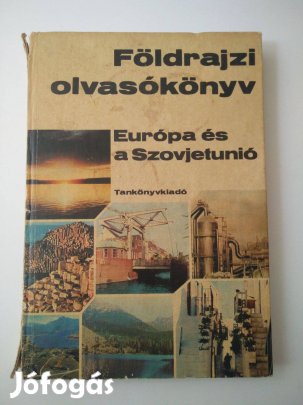 Földrajzi
olvasókönyv
Európa és
a Szovjetunió
Tankönyvkiadó
Jófogás